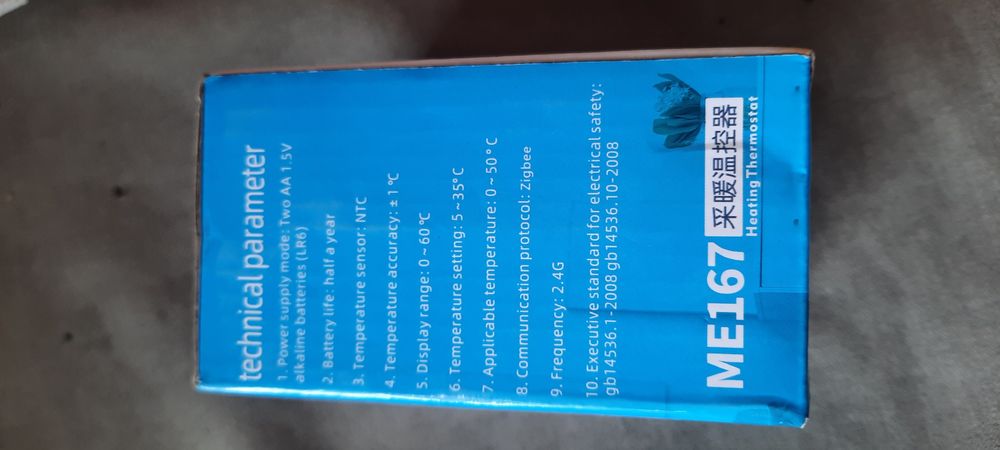 technical parameter
1. Power supply mode: Two AA 1.5V
alkaline batteries (LR6)
2. Battery life: half a year
3. Temperature sensor: NTC
4. Temperature accuracy: ±1℃
5. Display range: 0~60℃
6. Temperature setting: 5~35°C
7. Applicable temperature: 0~50°C
8. Communication protocol: Zigbee
9. Frequency: 2.4G
10. Executive standard for electrical safety:
gb14536.1-2008 gb14536.10-2008
ME167 采暖温控器
Heating Thermostat